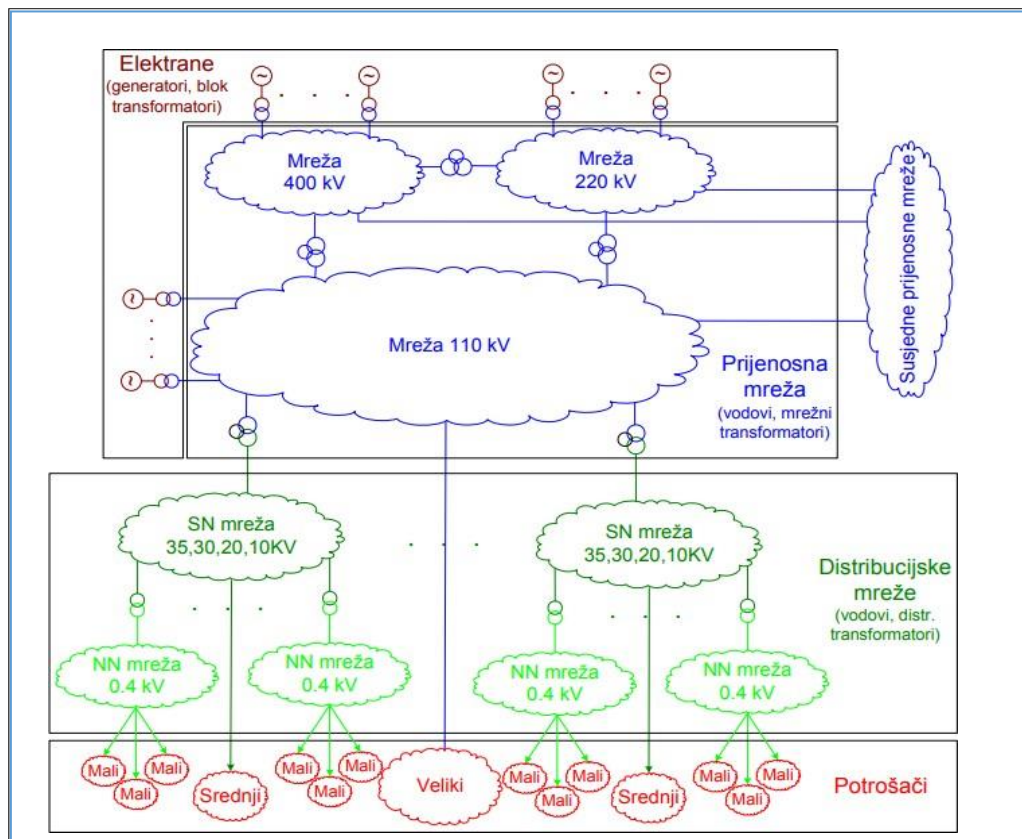 Elektrane
(generatori, blok
transformatori)
~
~
~
~
. . .
. . .
Mreža
400 kV
Mreža
220 kV
Susjedne prijenosne mreže
~
~
. . .
Mreža 110 kV
Prijenosna
mreža
(vodovi, mrežni
transformatori)
SN mreža
35,30,20,10KV
. . .
SN mreža
35,30,20,10KV
Distribucijske
mreže
(vodovi, distr.
transformatori)
. . .
. . .
NN mreža
0.4 kV
NN mreža
0.4 kV
NN mreža
0.4 kV
NN mreža
0.4 kV
Mali
Mali
Mali
Srednji
Mali
Mali
Mali
Veliki
Mali
Mali
Mali
Srednji
Mali
Mali
Mali
Potrošači